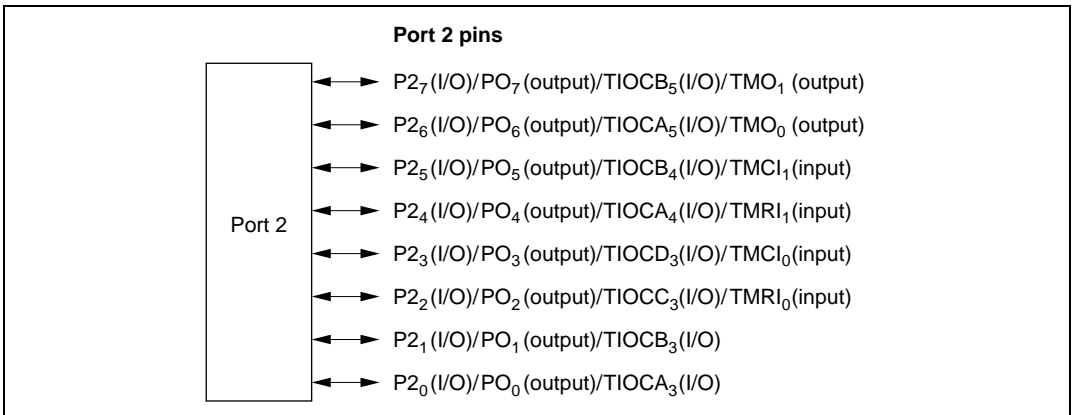 Port 2 pins
P2₇(I/O)/PO₇(output)/TIOCB₅(I/O)/TMO₁ (output)
P2₆(I/O)/PO₆(output)/TIOCA₅(I/O)/TMO₀ (output)
P2₅(I/O)/PO₅(output)/TIOCB₄(I/O)/TMCI₁(input)
P2₄(I/O)/PO₄(output)/TIOCA₄(I/O)/TMRI₁(input)
Port 2
P2₃(I/O)/PO₃(output)/TIOCD₃(I/O)/TMCI₀(input)
P2₂(I/O)/PO₂(output)/TIOCC₃(I/O)/TMRI₀(input)
P2₁(I/O)/PO₁(output)/TIOCB₃(I/O)
P2₀(I/O)/PO₀(output)/TIOCA₃(I/O)